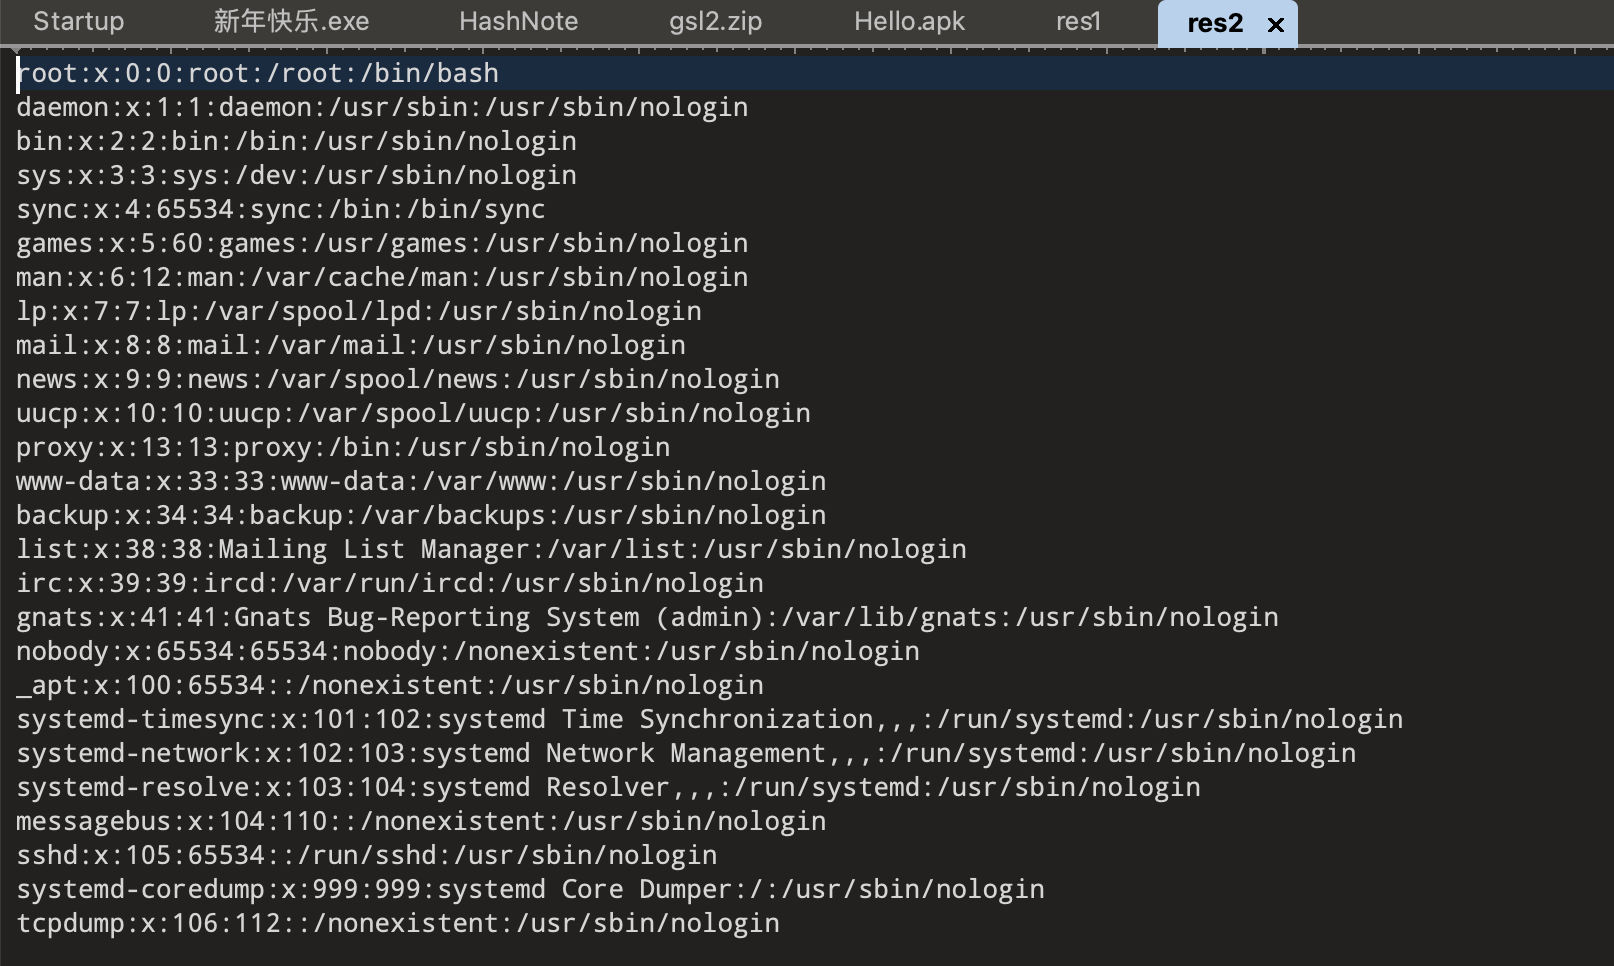 Startup 新年快乐.exe HashNote gsl2.zip Hello.apk res1 res2 x
root:x:0:0:root:/root:/bin/bash
daemon:x:1:1:daemon:/usr/sbin:/usr/sbin/nologin
bin:x:2:2:bin:/bin:/usr/sbin/nologin
sys:x:3:3:sys:/dev:/usr/sbin/nologin
sync:x:4:65534:sync:/bin:/bin/sync
games:x:5:60:games:/usr/games:/usr/sbin/nologin
man:x:6:12:man:/var/cache/man:/usr/sbin/nologin
lp:x:7:7:lp:/var/spool/lpd:/usr/sbin/nologin
mail:x:8:8:mail:/var/mail:/usr/sbin/nologin
news:x:9:9:news:/var/spool/news:/usr/sbin/nologin
uucp:x:10:10:uucp:/var/spool/uucp:/usr/sbin/nologin
proxy:x:13:13:proxy:/bin:/usr/sbin/nologin
www-data:x:33:33:www-data:/var/www:/usr/sbin/nologin
backup:x:34:34:backup:/var/backups:/usr/sbin/nologin
list:x:38:38:Mailing List Manager:/var/list:/usr/sbin/nologin
irc:x:39:39:ircd:/var/run/ircd:/usr/sbin/nologin
gnats:x:41:41:Gnats Bug-Reporting System (admin):/var/lib/gnats:/usr/sbin/nologin
nobody:x:65534:65534:nobody:/nonexistent:/usr/sbin/nologin
_apt:x:100:65534::/nonexistent:/usr/sbin/nologin
systemd-timesync:x:101:102:systemd Time Synchronization,,,:/run/systemd:/usr/sbin/nologin
systemd-network:x:102:103:systemd Network Management,,,:/run/systemd:/usr/sbin/nologin
systemd-resolve:x:103:104:systemd Resolver,,,:/run/systemd:/usr/sbin/nologin
messagebus:x:104:110::/nonexistent:/usr/sbin/nologin
sshd:x:105:65534::/run/sshd:/usr/sbin/nologin
systemd-coredump:x:999:999:systemd Core Dumper:/:/usr/sbin/nologin
tcpdump:x:106:112::/nonexistent:/usr/sbin/nologin